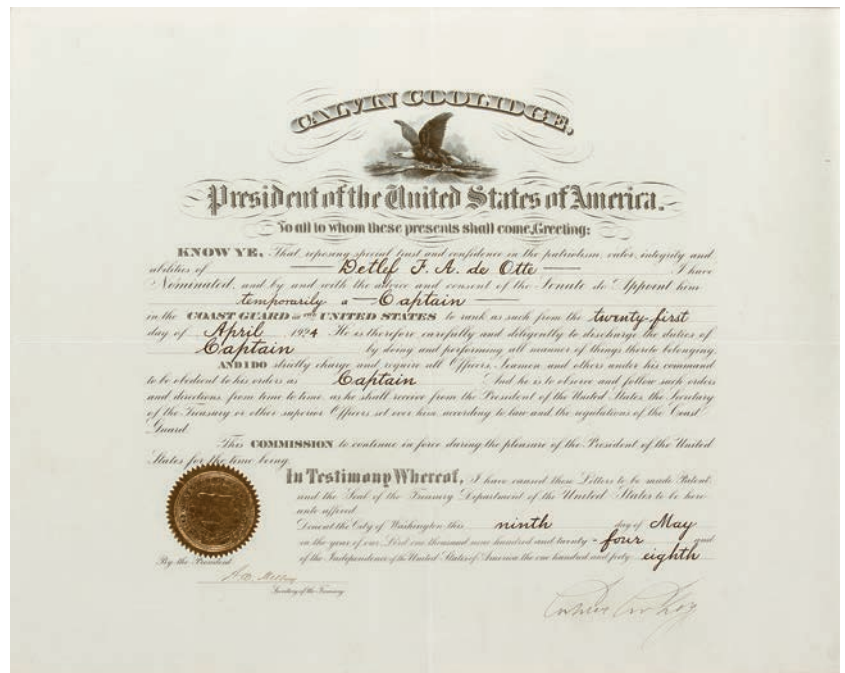 CALVIN COOLIDGE,
President of the United States of America.
To all to whom these presents shall come, Greeting:
KNOW YE, That reposing special trust and confidence in the patriotism, valor, integrity and
abilities of Detlef F. A. de Otte I have
Nominated, and by and with the advice and consent of the Senate do Appoint him
temporarily a Captain
in the COAST GUARD of the UNITED STATES to rank as such from the twenty-first
day of April 1924 He is therefore carefully and diligently to discharge the duties of
Captain by doing and performing all manner of things thereto belonging.
AND I DO strictly charge and require all Officers, Seamen and others under his command
to be obedient to his orders as Captain And he is to observe and follow such orders
and directions, from time to time, as he shall receive from the President of the United States, the Secretary
of the Treasury or other superior Officers set over him, according to law and the regulations of the Coast
Guard.
This COMMISSION to continue in force during the pleasure of the President of the United
States for the time being.
In Testimony Whereof, I have caused these Letters to be made Patent
and the Seal of the Treasury Department of the United States to be here-
unto affixed
Done at the City of Washington this ninth day of May
in the year of our Lord one thousand nine hundred and twenty-four and
of the Independence of the United States of America the one hundred and forty eighth
By the President
A.W. Mellon
Secretary of the Treasury
Calvin Coolidge